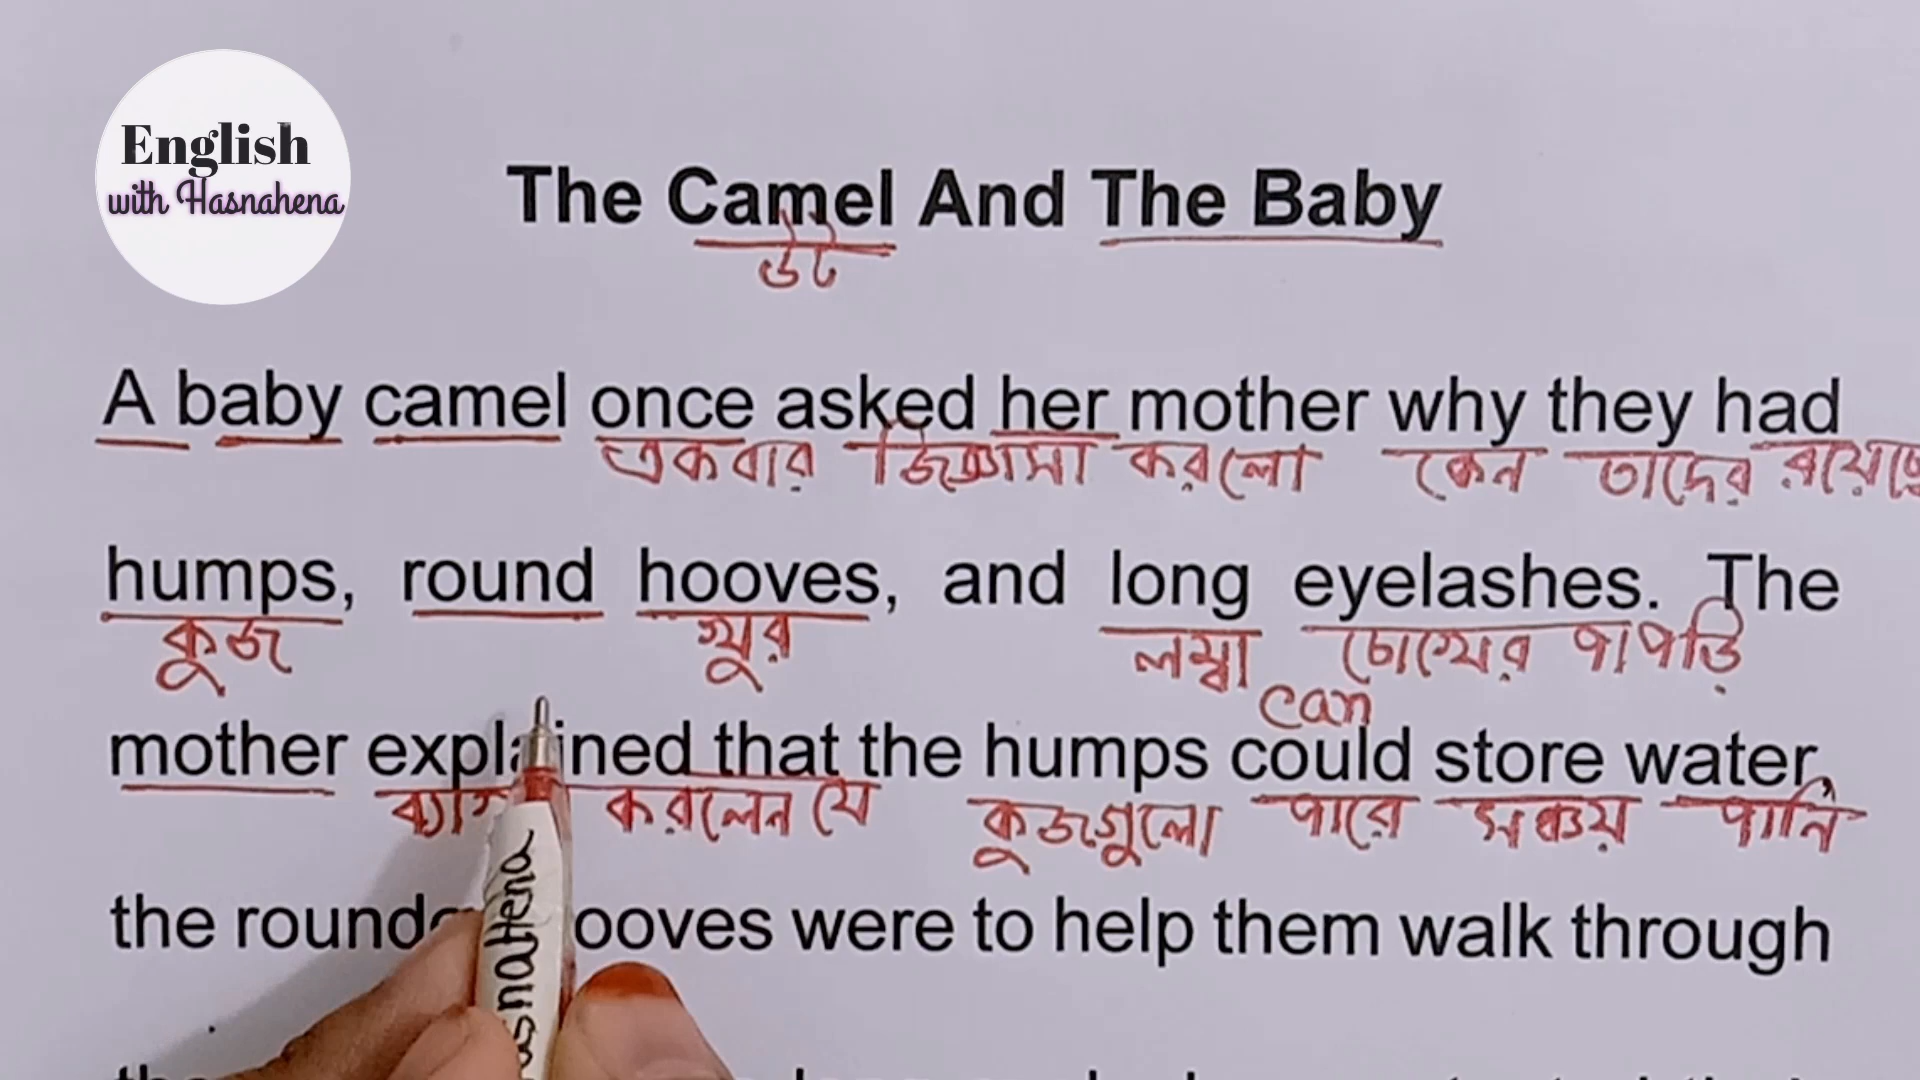 English
with Hasnahena
The Camel And The Baby
উট
A baby camel once asked her mother why they had
একবার জিজ্ঞাসা করলো কেন তাদের রয়েছে
humps, round hooves, and long eyelashes. The
কুজ খুর লম্বা চোখের পাপড়ি
can
mother explained that the humps could store water,
করলেন যে কুজগুলো পারে সঞ্চয় পানি
the round hooves were to help them walk through
Hasnahena